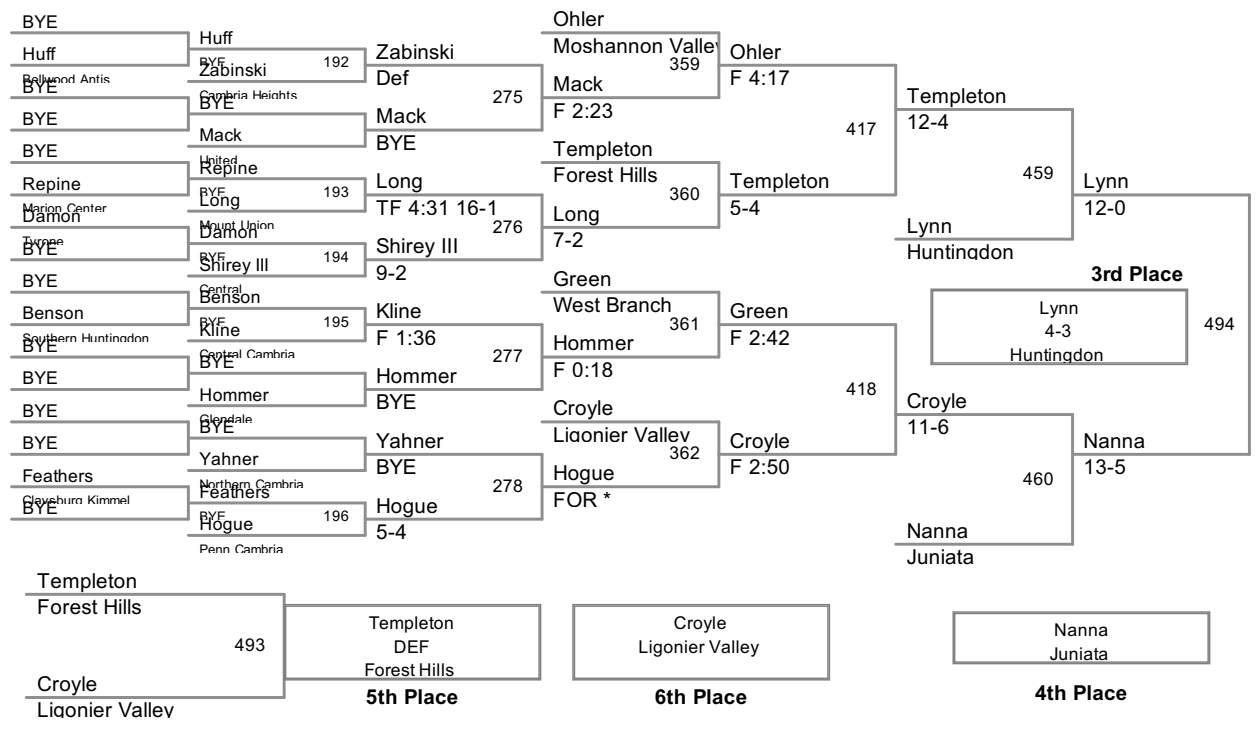 BYE
Huff
Bellwood Antis
BYE
BYE
BYE
Repine
Marion Center
Damon
Tyrone
BYE
BYE
Benson
Southern Huntingdon
BYE
BYE
BYE
BYE
Feathers
Claysburg Kimmel
BYE
Huff
BYE
192
Zabinski
Cambria Heights
BYE
Mack
United
Repine
BYE
193
Long
Mount Union
Damon
BYE
194
Shirey III
Central
Benson
BYE
195
Kline
Central Cambria
BYE
Hommer
Glendale
BYE
Yahner
Northern Cambria
Feathers
BYE
196
Hogue
Penn Cambria
Zabinski
Def
275
Mack
BYE
Long
TF 4:31 16-1
276
Shirey III
9-2
Kline
F 1:36
277
Hommer
BYE
Yahner
BYE
278
Hogue
5-4
Ohler
Moshannon Valley
359
Mack
F 2:23
Templeton
Forest Hills
360
Long
7-2
Green
West Branch
361
Hommer
F 0:18
Croyle
Ligonier Valley
362
Hogue
FOR *
Ohler
F 4:17
417
Templeton
5-4
Green
F 2:42
418
Croyle
F 2:50
Templeton
12-4
459
Lynn
Huntingdon
Croyle
11-6
460
Nanna
Juniata
Lynn
12-0
494
Nanna
13-5
3rd Place
Lynn
4-3
Huntingdon
Templeton
Forest Hills
493
Croyle
Ligonier Valley
Templeton
DEF
Forest Hills
5th Place
Croyle
Ligonier Valley
6th Place
Nanna
Juniata
4th Place